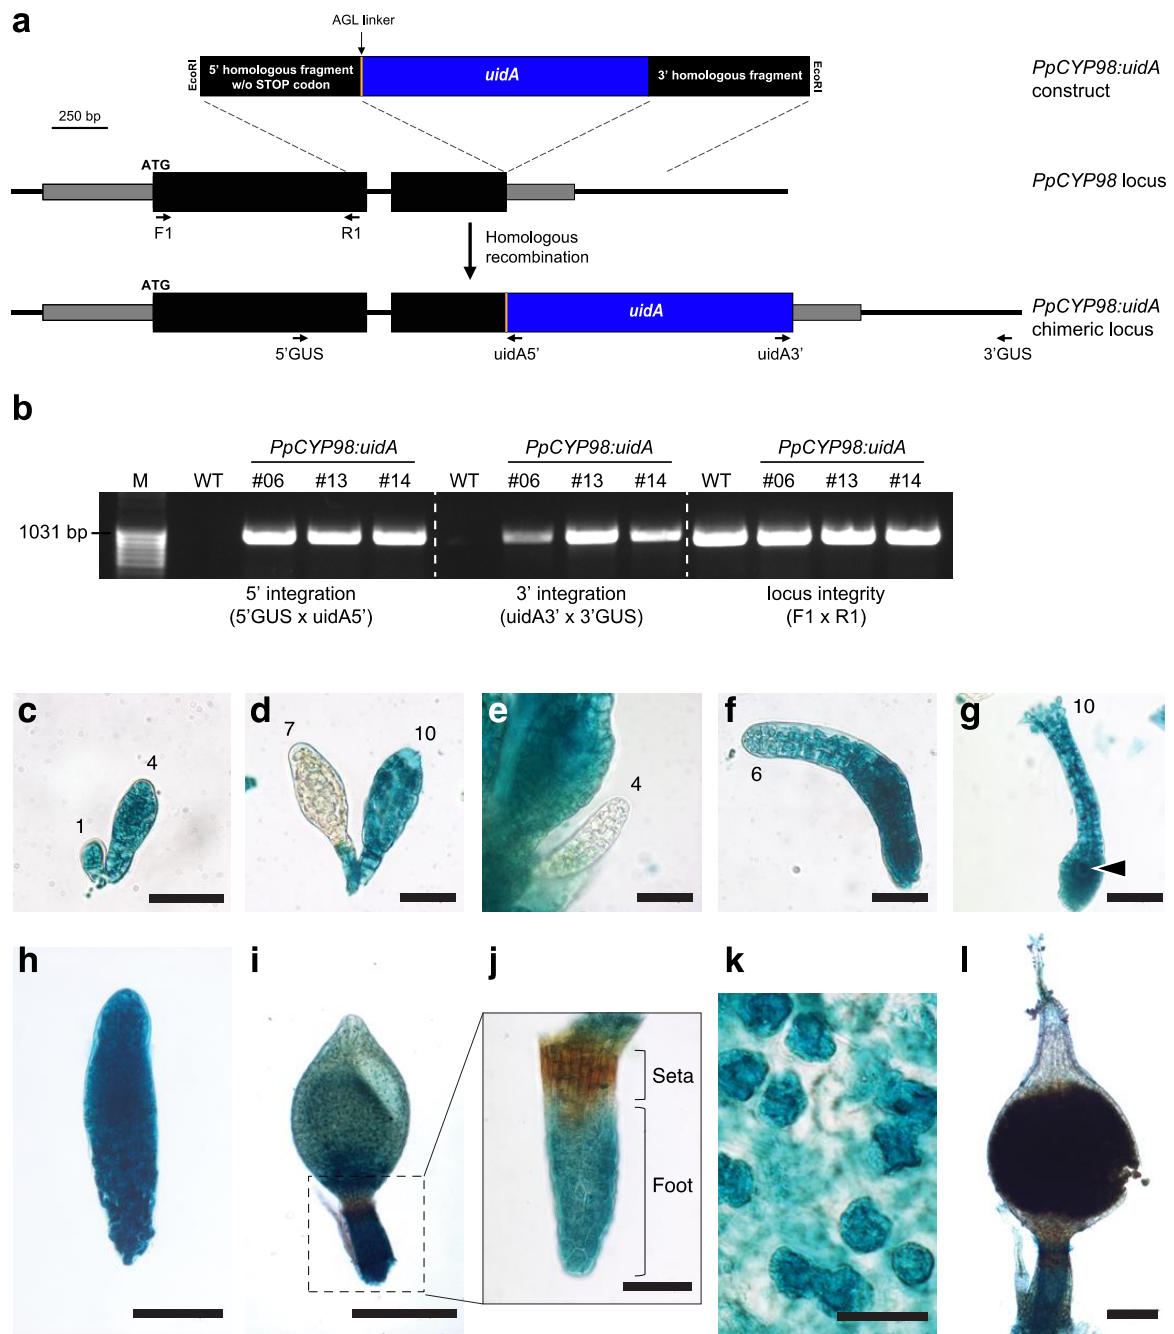 a
AGL linker
EcoRI
5' homologous fragment
w/o STOP codon
uidA
3' homologous fragment
EcoRI
PpCYP98:uidA
construct
250 bp
ATG
PpCYP98 locus
F1
R1
Homologous
recombination
ATG
uidA
PpCYP98:uidA
chimeric locus
5'GUS
uidA5'
uidA3'
3'GUS
b
PpCYP98:uidA
PpCYP98:uidA
PpCYP98:uidA
M
WT
#06
#13
#14
WT
#06
#13
#14
WT
#06
#13
#14
1031 bp
5' integration
(5'GUS x uidA5')
3' integration
(uidA3' x 3'GUS)
locus integrity
(F1 x R1)
c
1
4
d
7
10
e
4
f
6
g
10
h
i
j
Seta
Foot
k
l